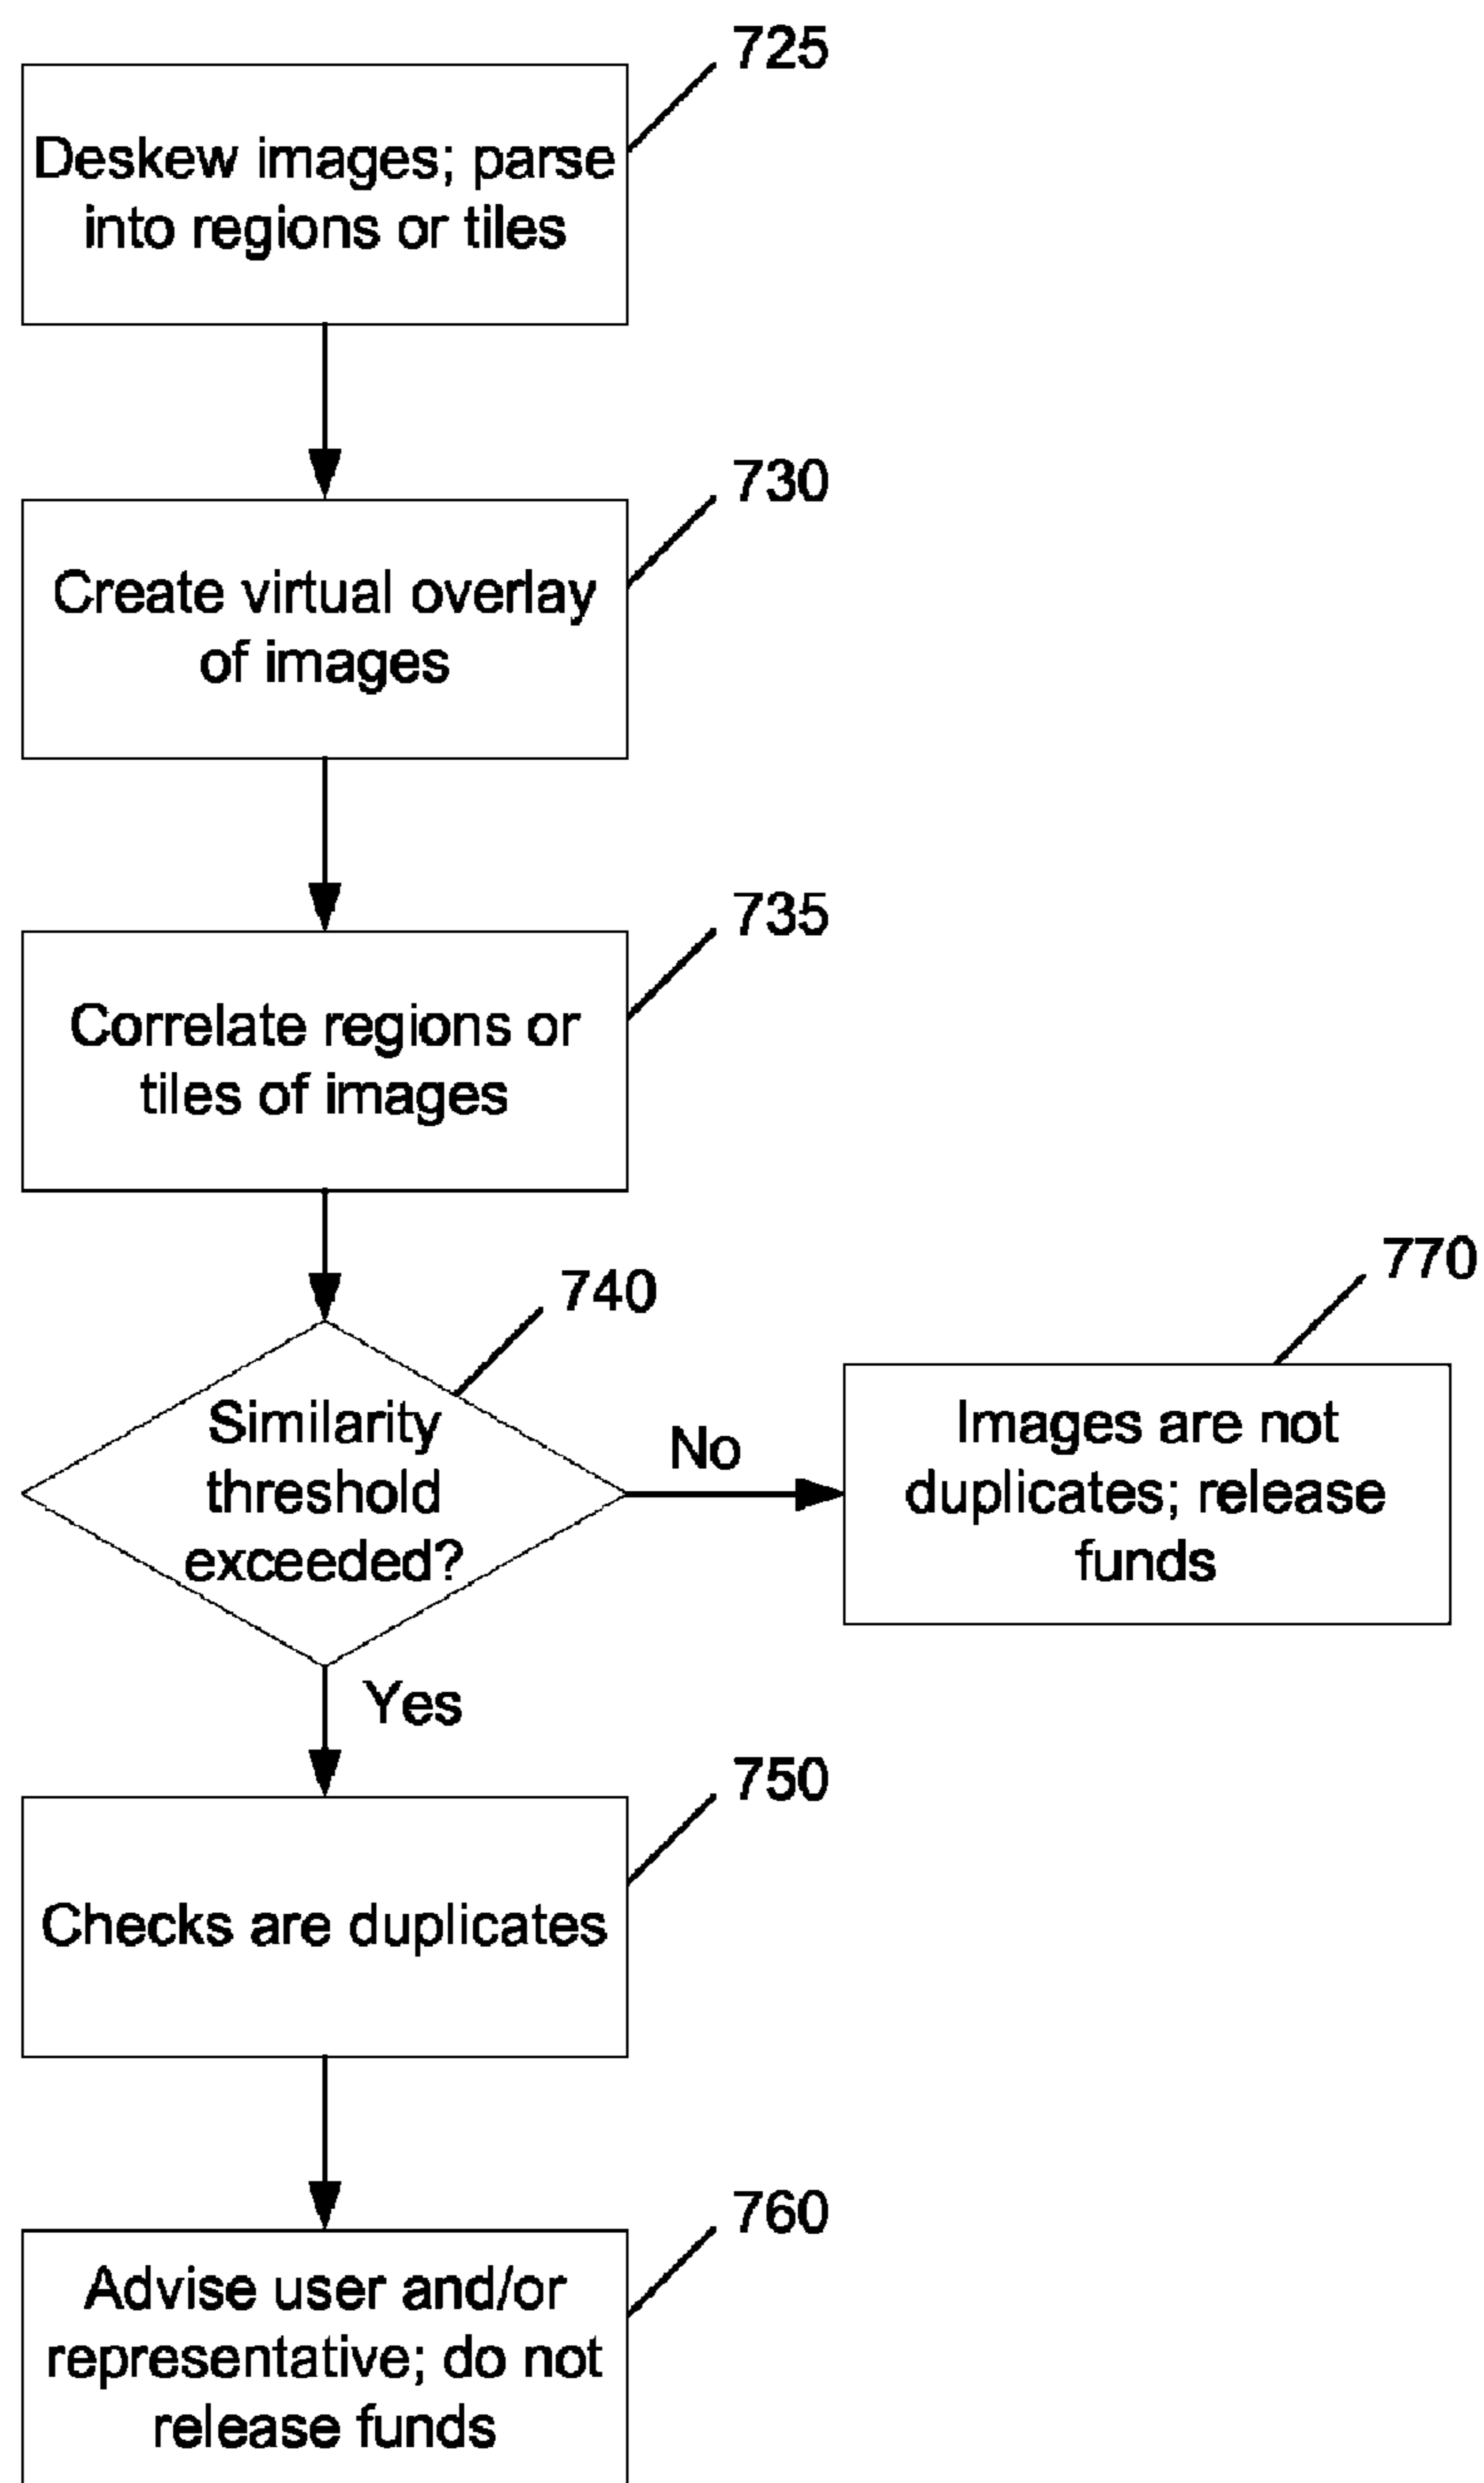 725
Deskew images; parse
into regions or tiles
730
Create virtual overlay
of images
735
Correlate regions or
tiles of images
740
Similarity
threshold
exceeded?
No
770
Images are not
duplicates; release
funds
Yes
750
Checks are duplicates
760
Advise user and/or
representative; do not
release funds